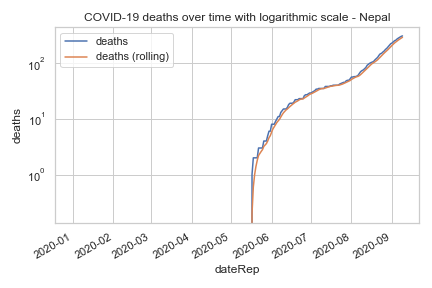 COVID-19 deaths over time with logarithmic scale - Nepal
deaths
deaths (rolling)
10²
10¹
10⁰
deaths
2020-01
2020-02
2020-03
2020-04
2020-05
2020-06
2020-07
2020-08
2020-09
dateRep